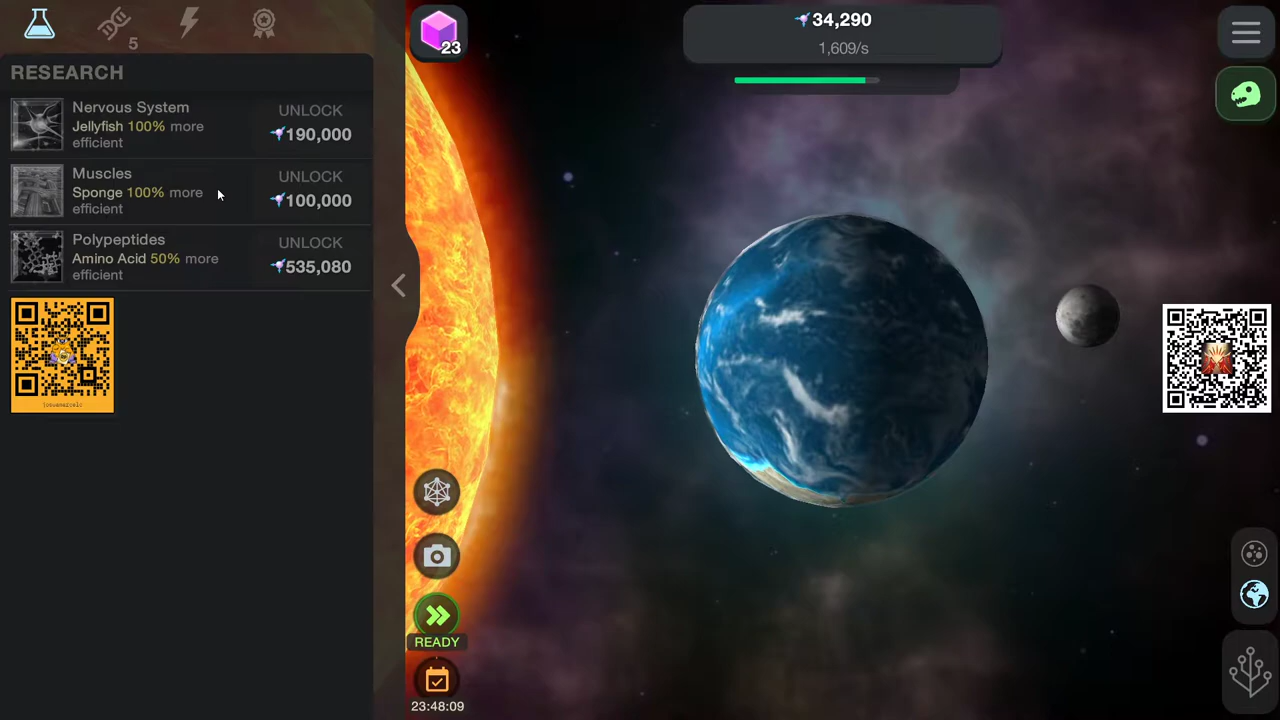 5
RESEARCH
Nervous System
Jellyfish 100% more
efficient
UNLOCK
190,000
Muscles
Sponge 100% more
efficient
UNLOCK
100,000
Polypeptides
Amino Acid 50% more
efficient
UNLOCK
535,080
23
34,290
1,609/s
READY
23:48:09